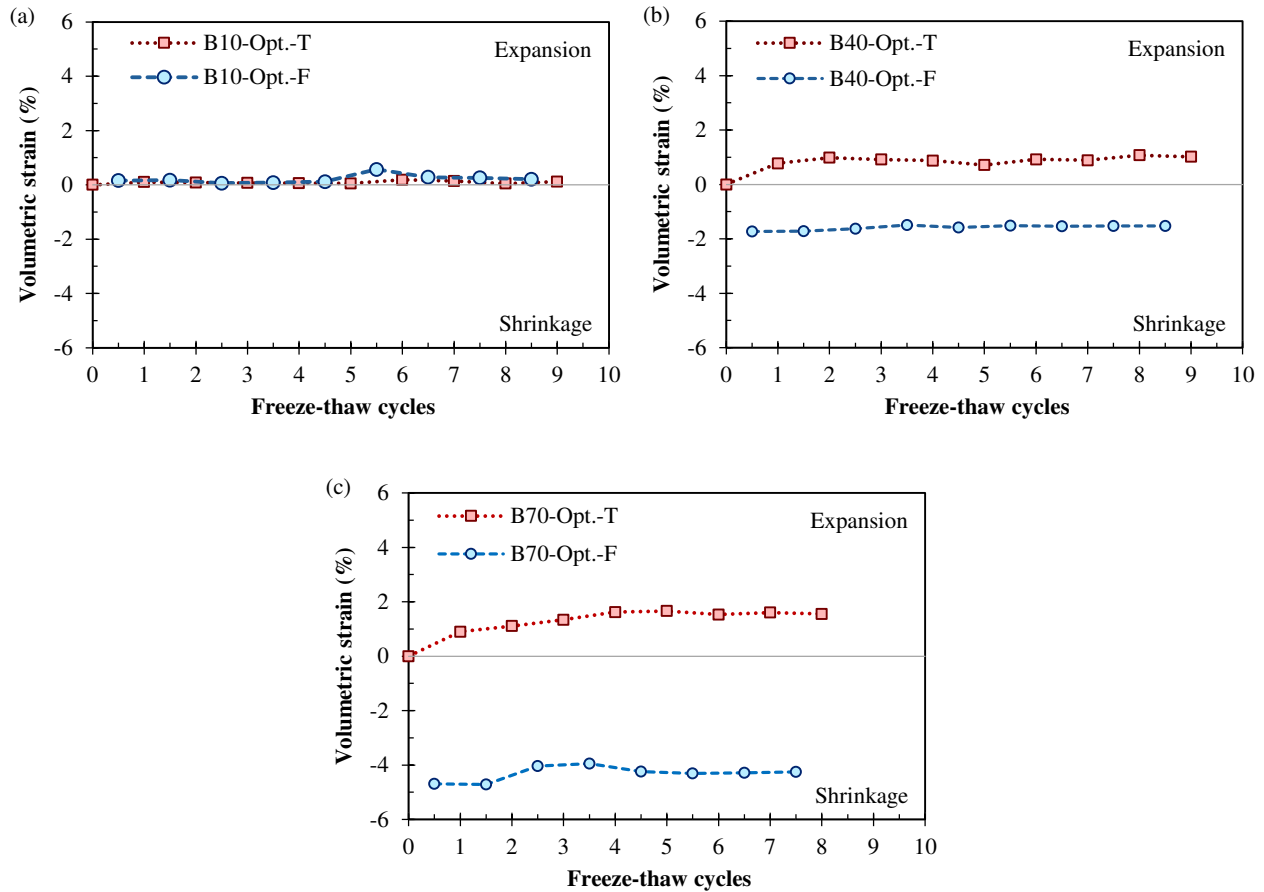 (a)
6
4
2
0
-2
-4
-6
Volumetric strain (%)
B10-Opt.-T
B10-Opt.-F
Expansion
Shrinkage
0 1 2 3 4 5 6 7 8 9 10
Freeze-thaw cycles
(b)
6
4
2
0
-2
-4
-6
Volumetric strain (%)
B40-Opt.-T
B40-Opt.-F
Expansion
Shrinkage
0 1 2 3 4 5 6 7 8 9 10
Freeze-thaw cycles
(c)
6
4
2
0
-2
-4
-6
Volumetric strain (%)
B70-Opt.-T
B70-Opt.-F
Expansion
Shrinkage
0 1 2 3 4 5 6 7 8 9 10
Freeze-thaw cycles